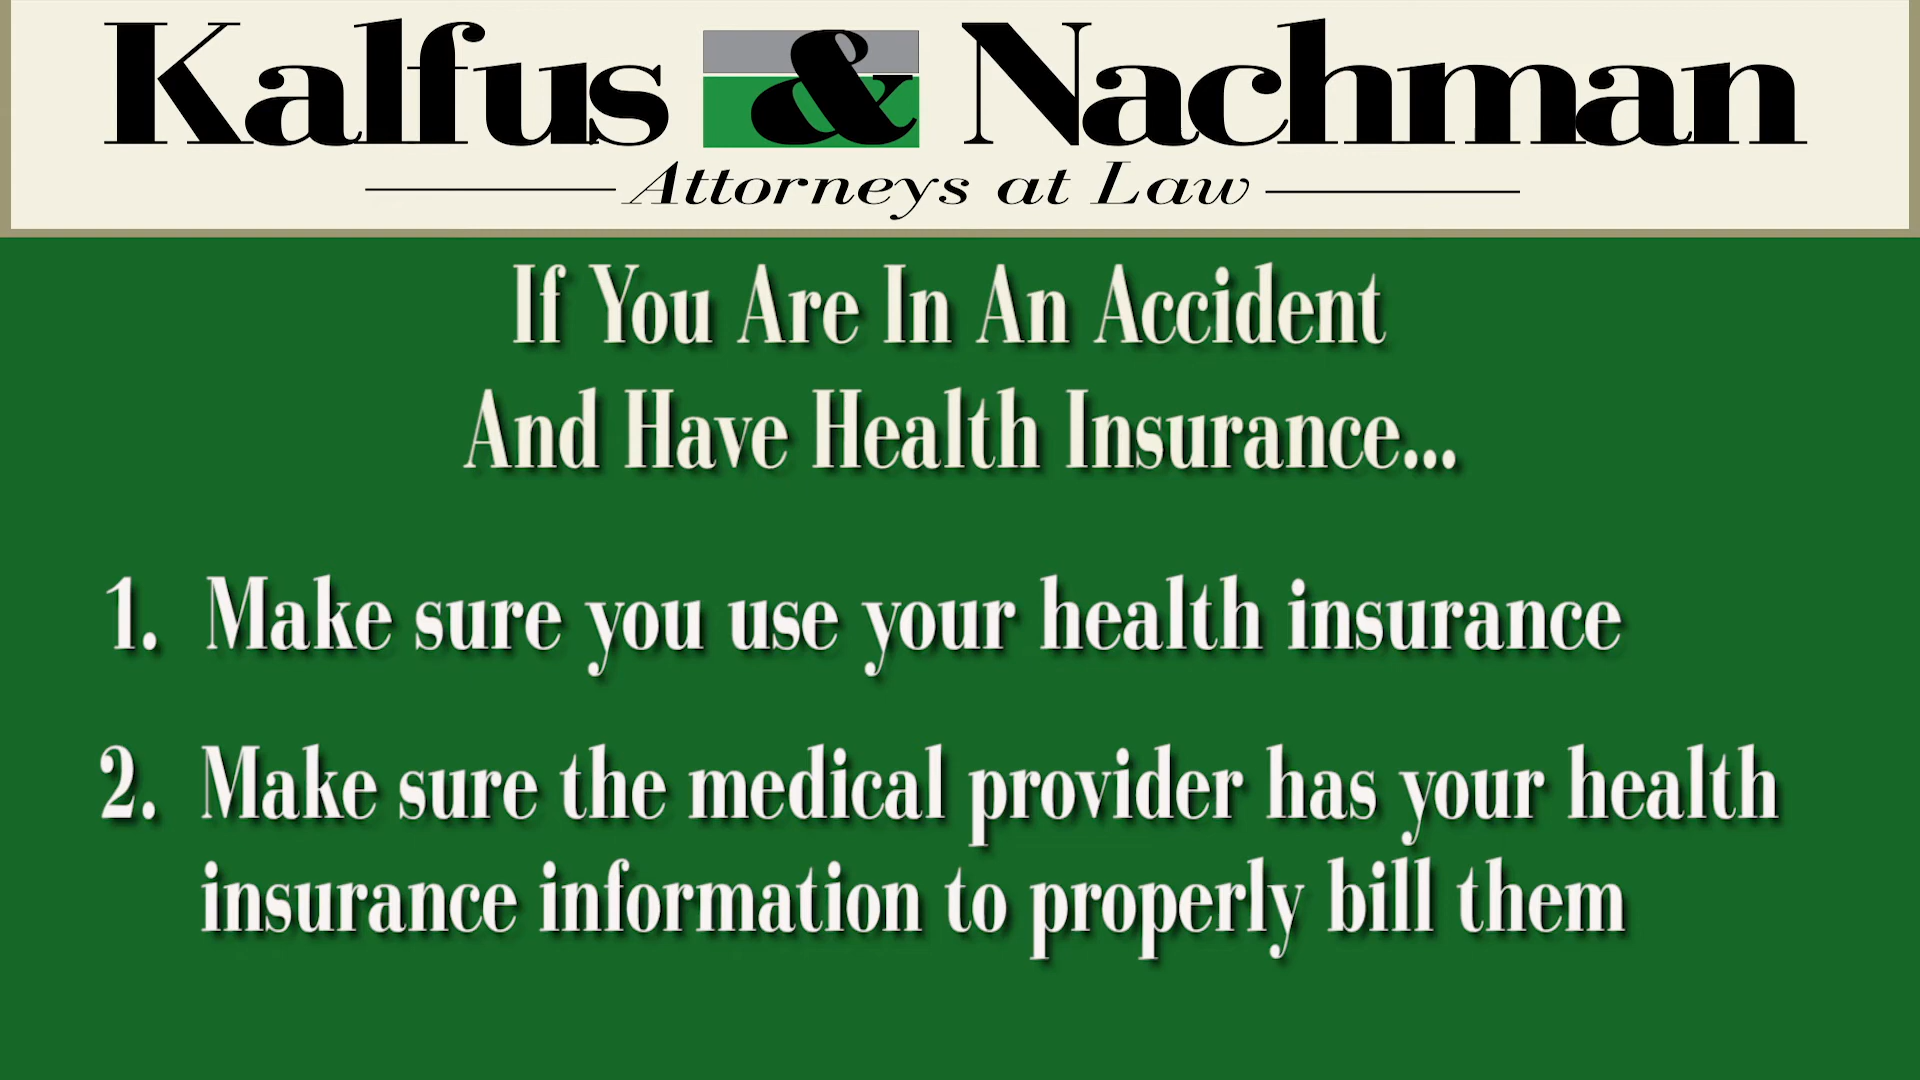 Kalfus & Nachman
Attorneys at Law
If You Are In An Accident
And Have Health Insurance...
1. Make sure you use your health insurance
2. Make sure the medical provider has your health
insurance information to properly bill them